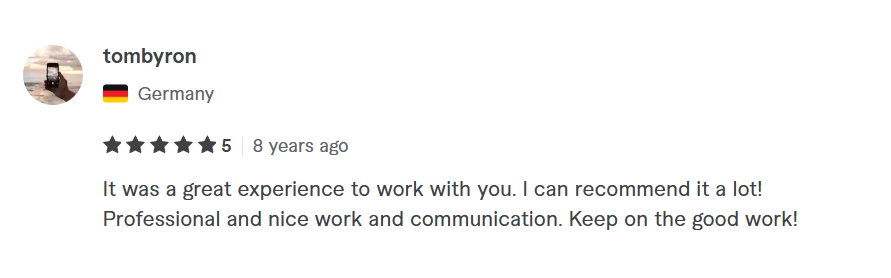 tombyron
Germany
5 8 years ago
It was a great experience to work with you. I can recommend it a lot!
Professional and nice work and communication. Keep on the good work!